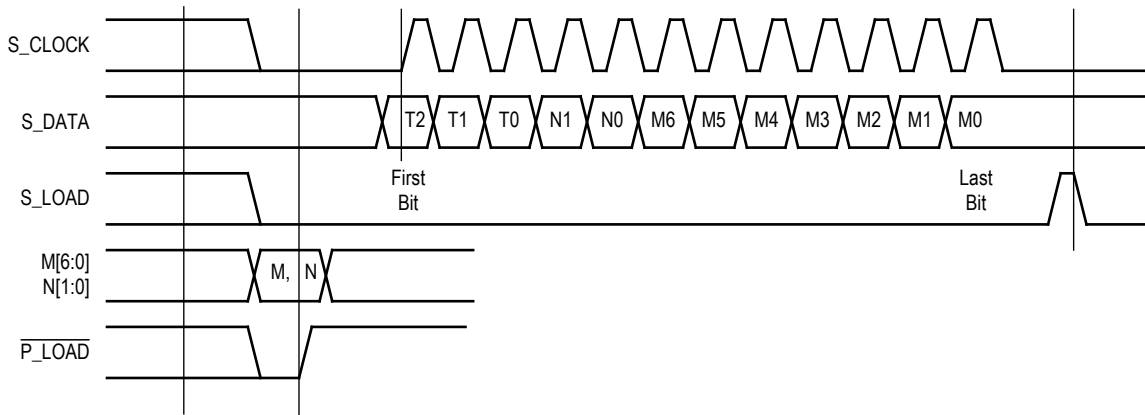 S_CLOCK
S_DATA
T2 T1 T0 N1 N0 M6 M5 M4 M3 M2 M1 M0
First
Bit
Last
Bit
S_LOAD
M[6:0]
N[1:0]
M, N
P_LOAD